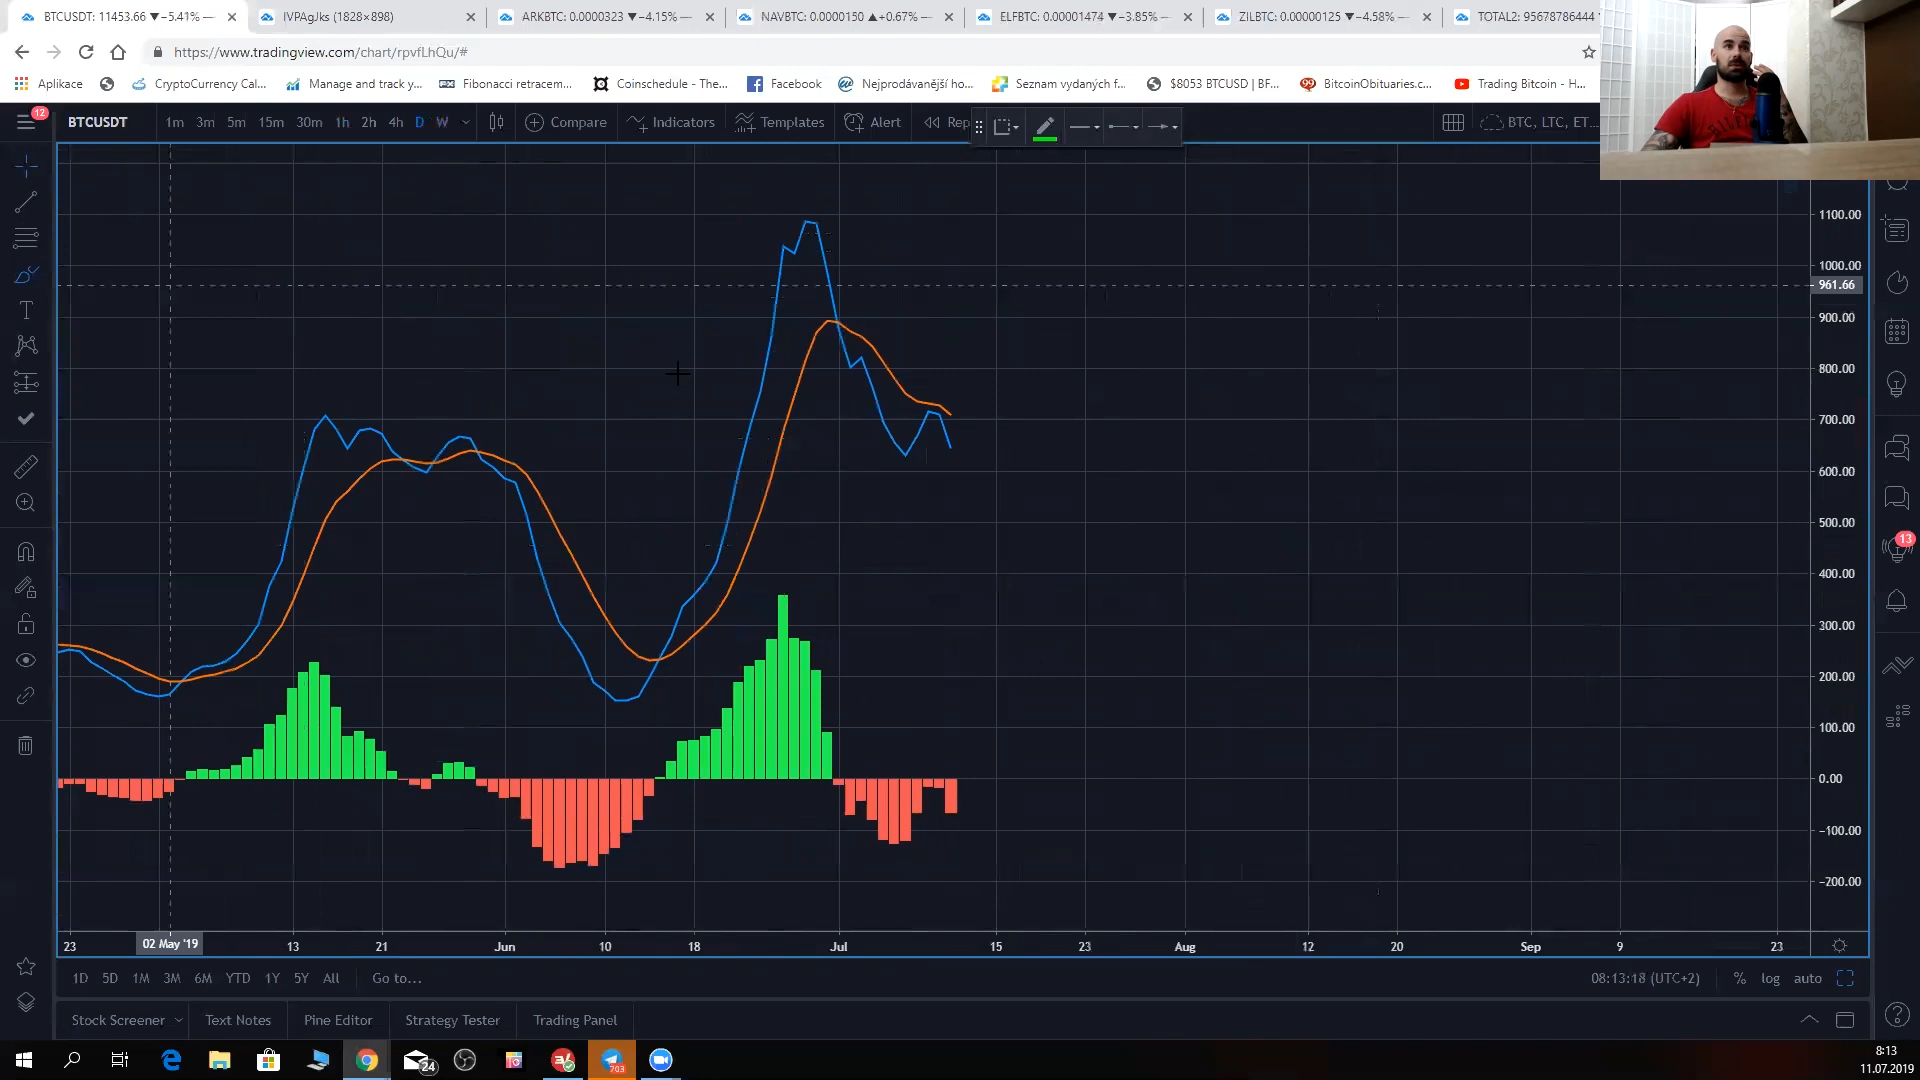 BTCUSDT: 11453.66 ▼−5.41% —
IVPAgJks (1828×898)
ARKBTC: 0.0000323 ▼−4.15% —
NAVBTC: 0.0000150 ▲+0.67% —
ELFBTC: 0.00001474 ▼−3.85% —
ZILBTC: 0.00000125 ▼−4.58% —
TOTAL2: 95678786444
https://www.tradingview.com/chart/rpvfLhQu/#
Aplikace
CryptoCurrency Cal...
Manage and track y...
Fibonacci retracem...
Coinschedule - The...
Facebook
Nejprodávanější ho...
Seznam vydaných f...
$8053 BTCUSD | BF...
BitcoinObituaries.c...
Trading Bitcoin - H...
12
BTCUSDT
1m 3m 5m 15m 30m 1h 2h 4h D W
Compare
Indicators
Templates
Alert
Rep
BTC, LTC, ET...
1100.00
1000.00
961.66
900.00
800.00
700.00
600.00
500.00
400.00
300.00
200.00
100.00
0.00
−100.00
−200.00
13
23
02 May '19
13
21
Jun
10
18
Jul
15
23
Aug
12
20
Sep
9
23
1D 5D 1M 3M 6M YTD 1Y 5Y All
Go to...
08:13:18 (UTC+2)
%
log
auto
Stock Screener
Text Notes
Pine Editor
Strategy Tester
Trading Panel
24
703
8:13
11.07.2019